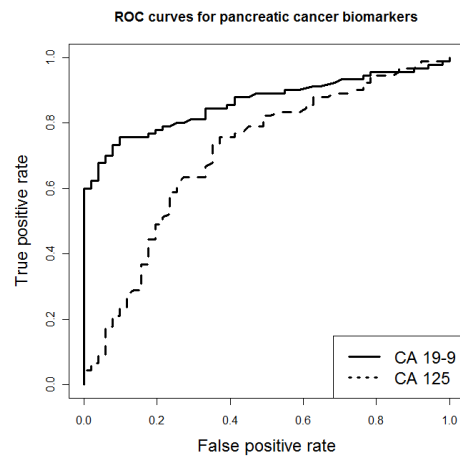 ROC curves for pancreatic cancer biomarkers
True positive rate
1.0
0.8
0.6
0.4
0.2
0.0
CA 19-9
CA 125
0.0 0.2 0.4 0.6 0.8 1.0
False positive rate